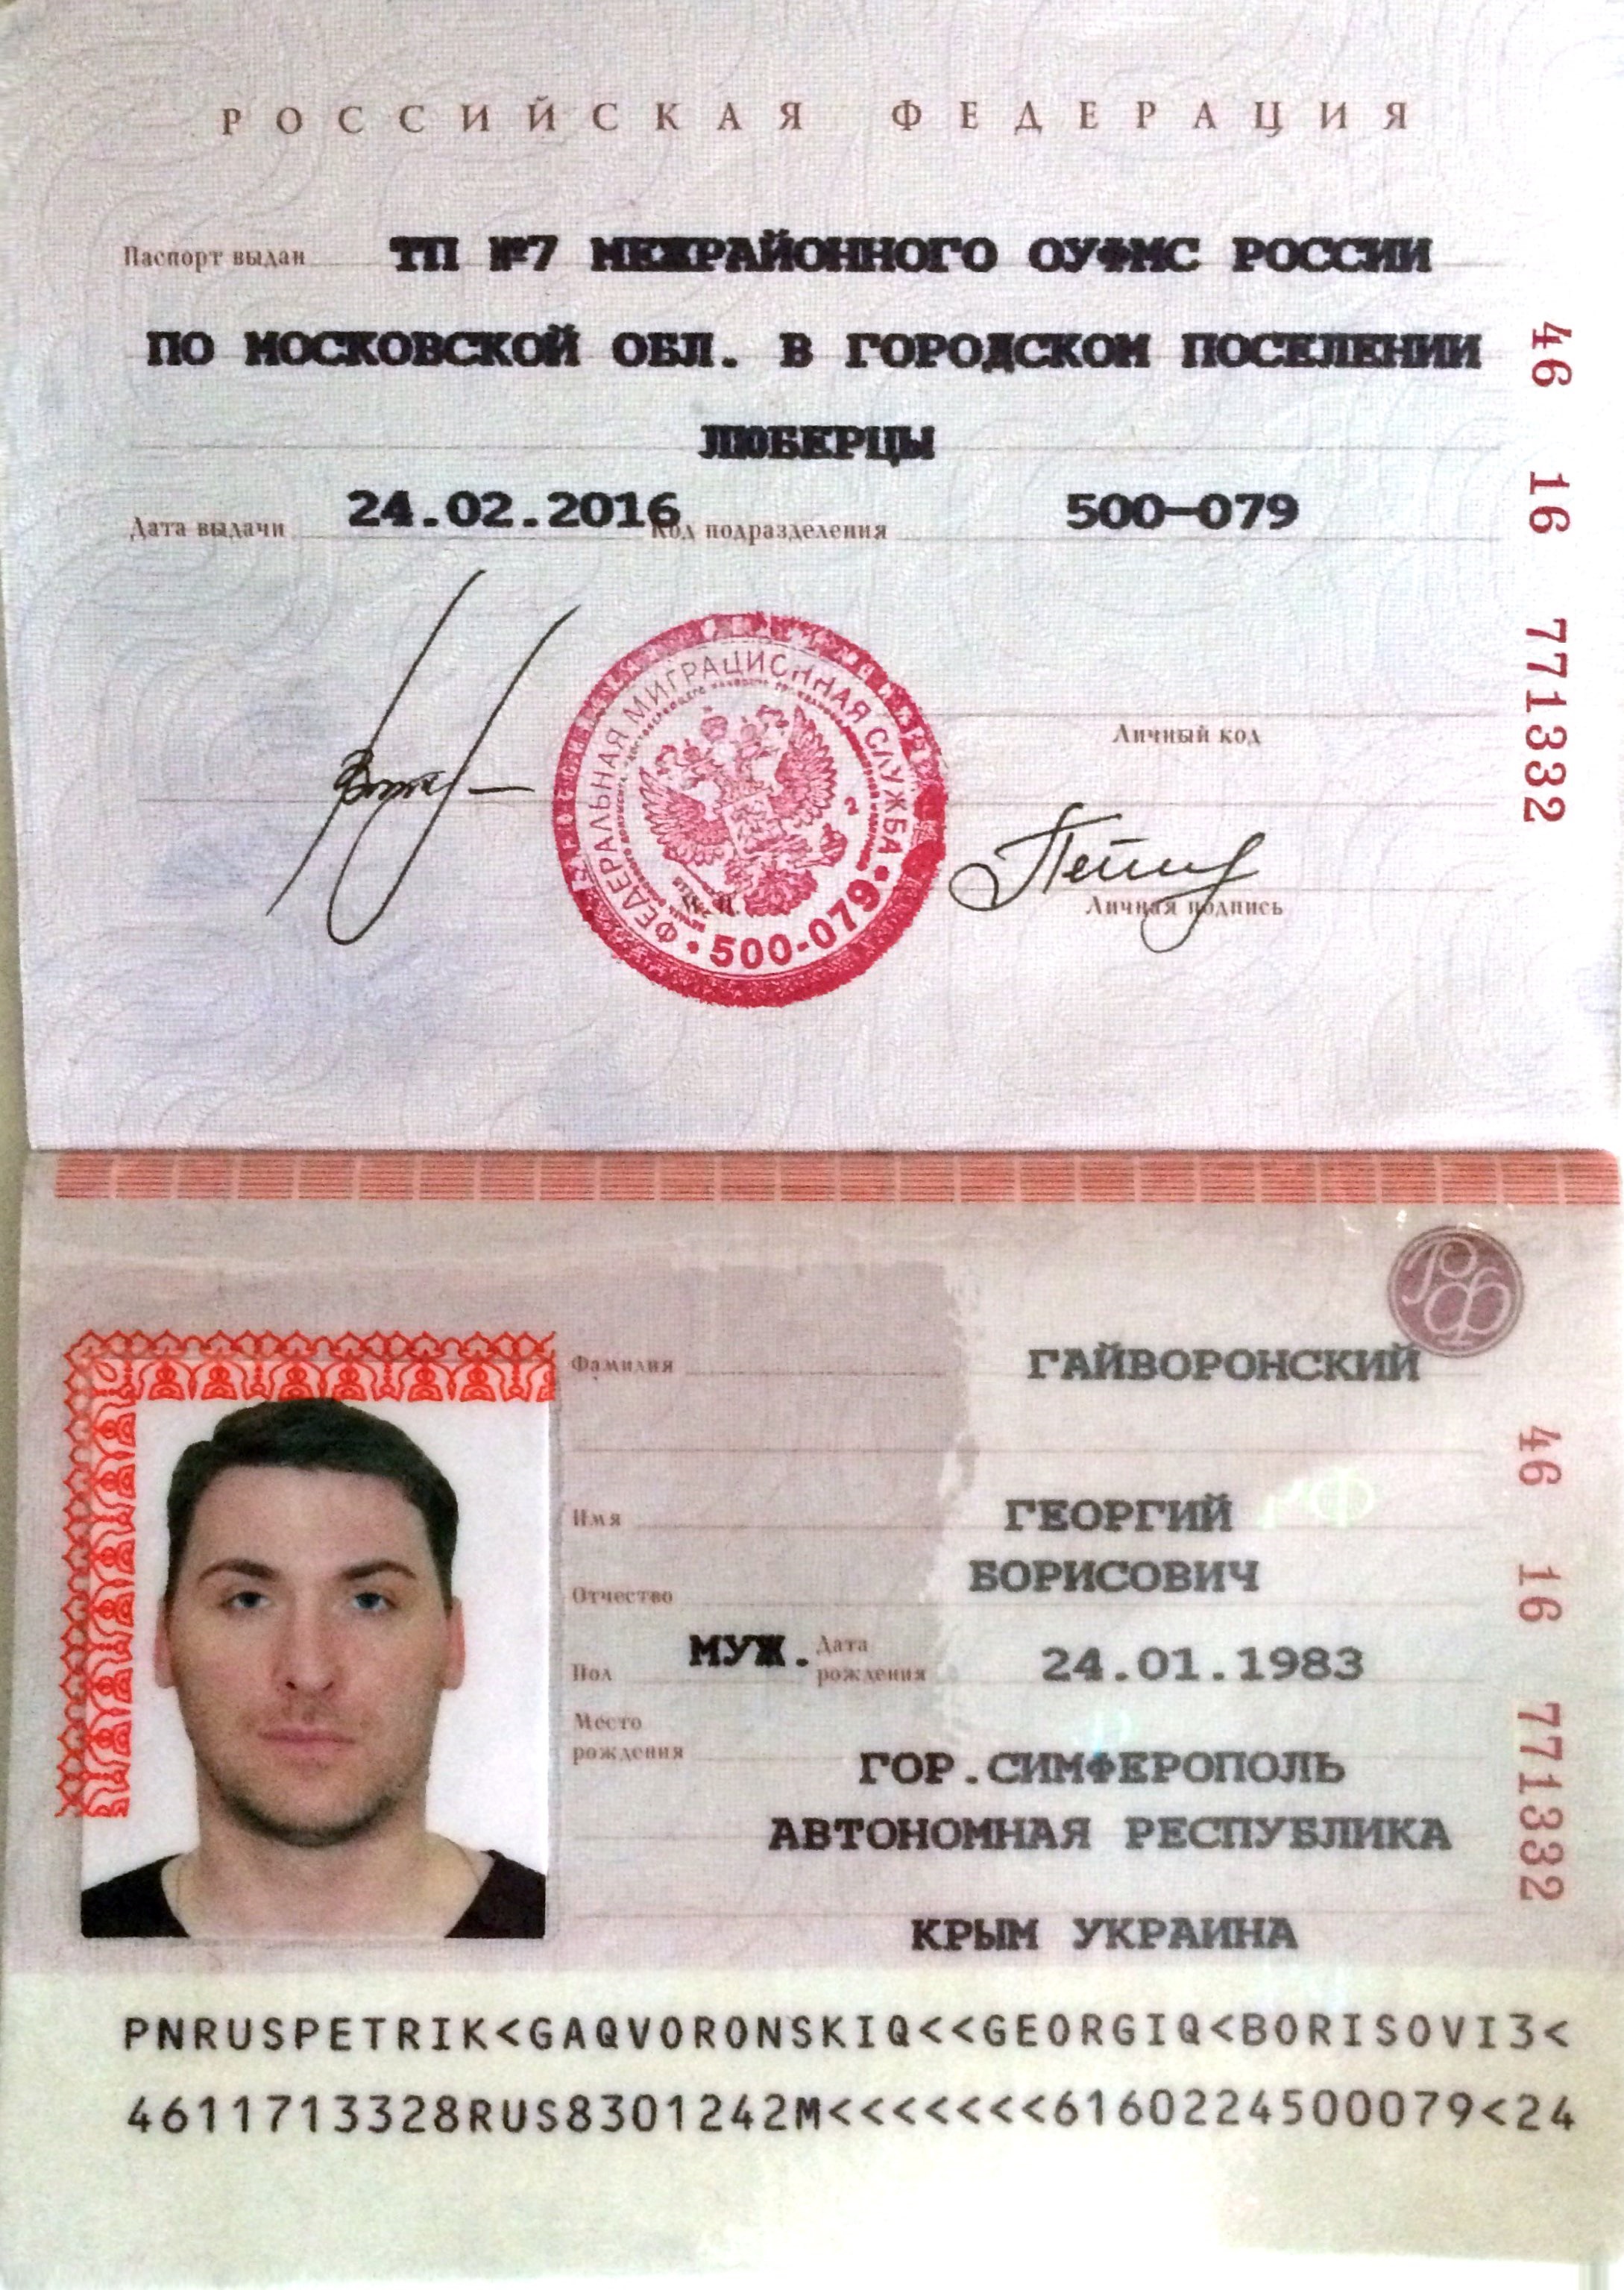 РОССИЙСКАЯ ФЕДЕРАЦИЯ
Паспорт выдан ТП №7 МЕЖРАЙОННОГО ОУФМС РОССИИ
ПО МОСКОВСКОЙ ОБЛ. В ГОРОДСКОМ ПОСЕЛЕНИИ
ЛЮБЕРЦЫ
Дата выдачи 24.02.2016 Код подразделения 500-079
46 16 771332
ФЕДЕРАЛЬНАЯ МИГРАЦИОННАЯ СЛУЖБА
500-079
М.П.
Личный код
Личная подпись
РФ
Фамилия ГАЙВОРОНСКИЙ
Имя ГЕОРГИЙ
Отчество БОРИСОВИЧ
Пол МУЖ. Дата рождения 24.01.1983
Место рождения ГОР.СИМФЕРОПОЛЬ
АВТОНОМНАЯ РЕСПУБЛИКА
КРЫМ УКРАИНА
46 16 771332
PNRUSPETRIK<GAQVORONSKIQ<<GEORGIQ<BORISOVI3<
4611713328RUS8301242M<<<<<<<6160224500079<24